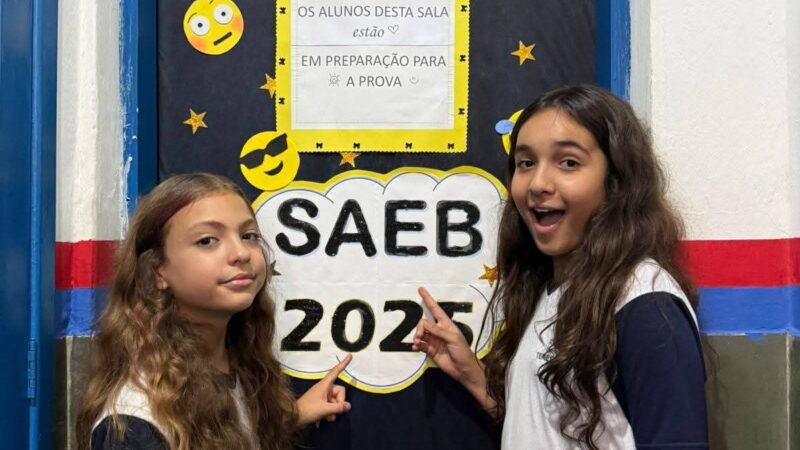 OS ALUNOS DESTA SALA
estão ♡
EM PREPARAÇÃO PARA
A PROVA
SAEB
2025